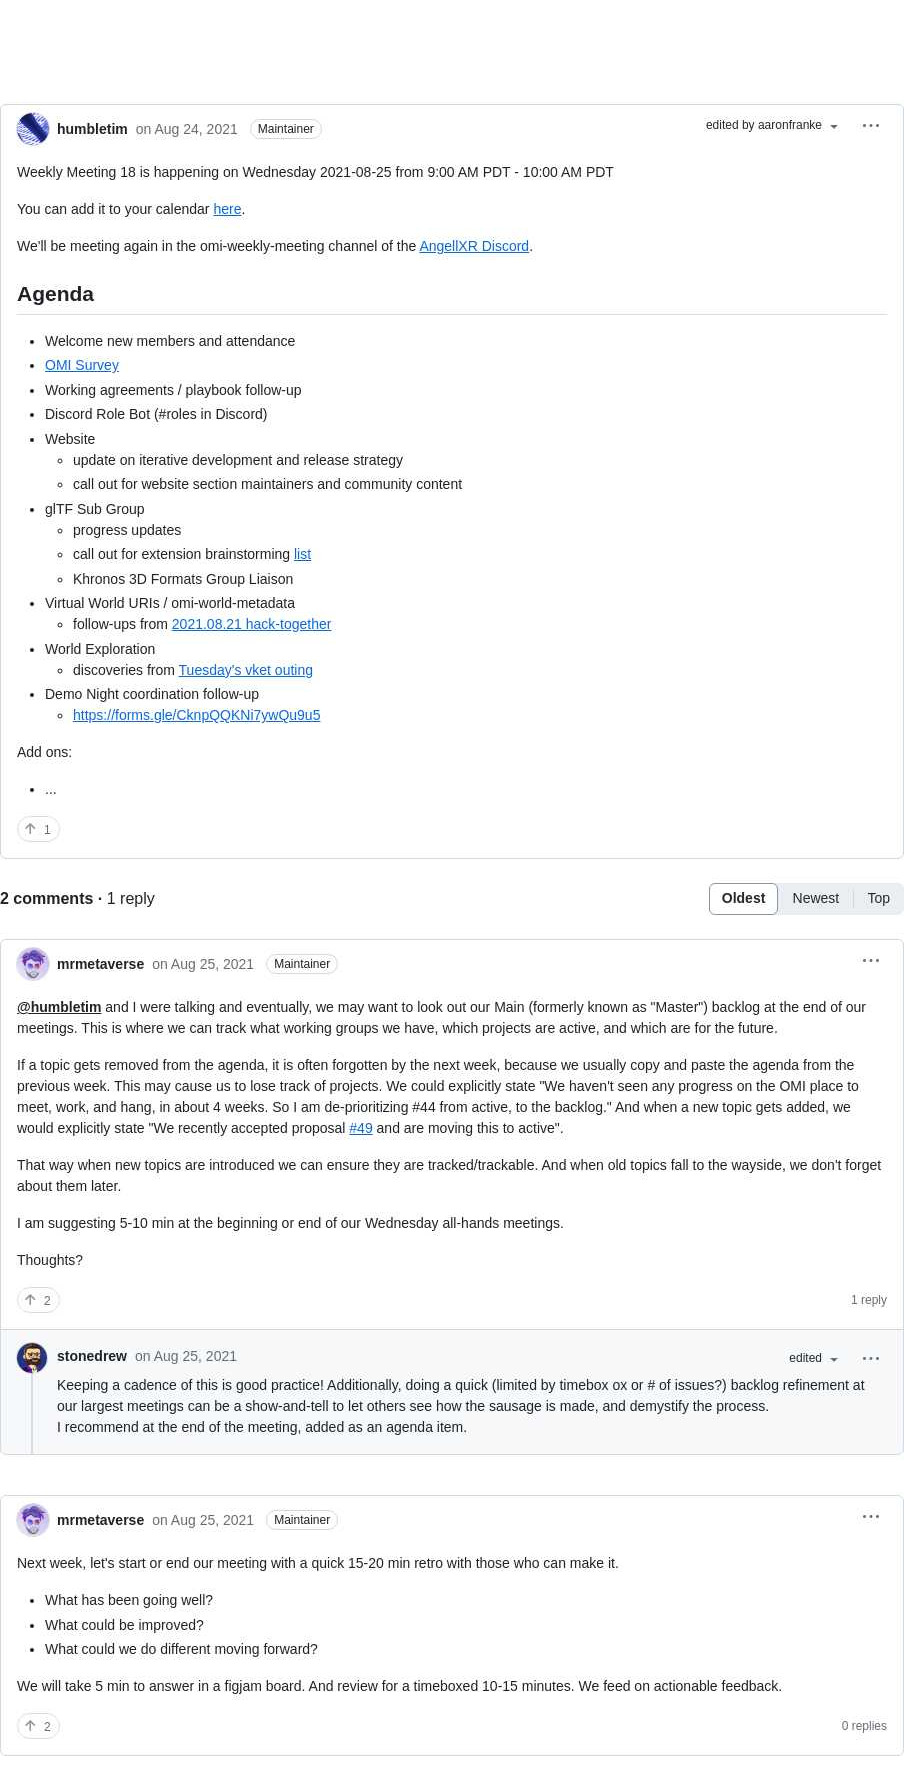 humbletim on Aug 24, 2021 Maintainer edited by aaronfranke
Weekly Meeting 18 is happening on Wednesday 2021-08-25 from 9:00 AM PDT - 10:00 AM PDT
You can add it to your calendar here.
We'll be meeting again in the omi-weekly-meeting channel of the AngellXR Discord.
Agenda
• Welcome new members and attendance
• OMI Survey
• Working agreements / playbook follow-up
• Discord Role Bot (#roles in Discord)
• Website
◦ update on iterative development and release strategy
◦ call out for website section maintainers and community content
• glTF Sub Group
◦ progress updates
◦ call out for extension brainstorming list
◦ Khronos 3D Formats Group Liaison
• Virtual World URIs / omi-world-metadata
◦ follow-ups from 2021.08.21 hack-together
• World Exploration
◦ discoveries from Tuesday's vket outing
• Demo Night coordination follow-up
◦ https://forms.gle/CknpQQKNi7ywQu9u5
Add ons:
• ...
↑ 1
2 comments · 1 reply Oldest Newest Top
mrmetaverse on Aug 25, 2021 Maintainer
@humbletim and I were talking and eventually, we may want to look out our Main (formerly known as "Master") backlog at the end of our
meetings. This is where we can track what working groups we have, which projects are active, and which are for the future.
If a topic gets removed from the agenda, it is often forgotten by the next week, because we usually copy and paste the agenda from the
previous week. This may cause us to lose track of projects. We could explicitly state "We haven't seen any progress on the OMI place to
meet, work, and hang, in about 4 weeks. So I am de-prioritizing #44 from active, to the backlog." And when a new topic gets added, we
would explicitly state "We recently accepted proposal #49 and are moving this to active".
That way when new topics are introduced we can ensure they are tracked/trackable. And when old topics fall to the wayside, we don't forget
about them later.
I am suggesting 5-10 min at the beginning or end of our Wednesday all-hands meetings.
Thoughts?
↑ 2 1 reply
stonedrew on Aug 25, 2021 edited
Keeping a cadence of this is good practice! Additionally, doing a quick (limited by timebox ox or # of issues?) backlog refinement at
our largest meetings can be a show-and-tell to let others see how the sausage is made, and demystify the process.
I recommend at the end of the meeting, added as an agenda item.
mrmetaverse on Aug 25, 2021 Maintainer
Next week, let's start or end our meeting with a quick 15-20 min retro with those who can make it.
• What has been going well?
• What could be improved?
• What could we do different moving forward?
We will take 5 min to answer in a figjam board. And review for a timeboxed 10-15 minutes. We feed on actionable feedback.
↑ 2 0 replies